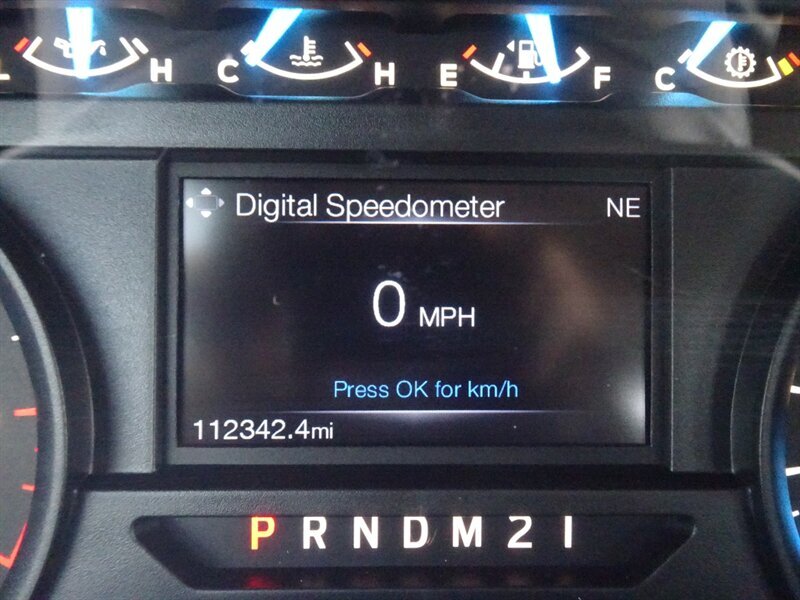 L H C H E F C
Digital Speedometer NE
0 MPH
Press OK for km/h
112342.4mi
P R N D M 2 1